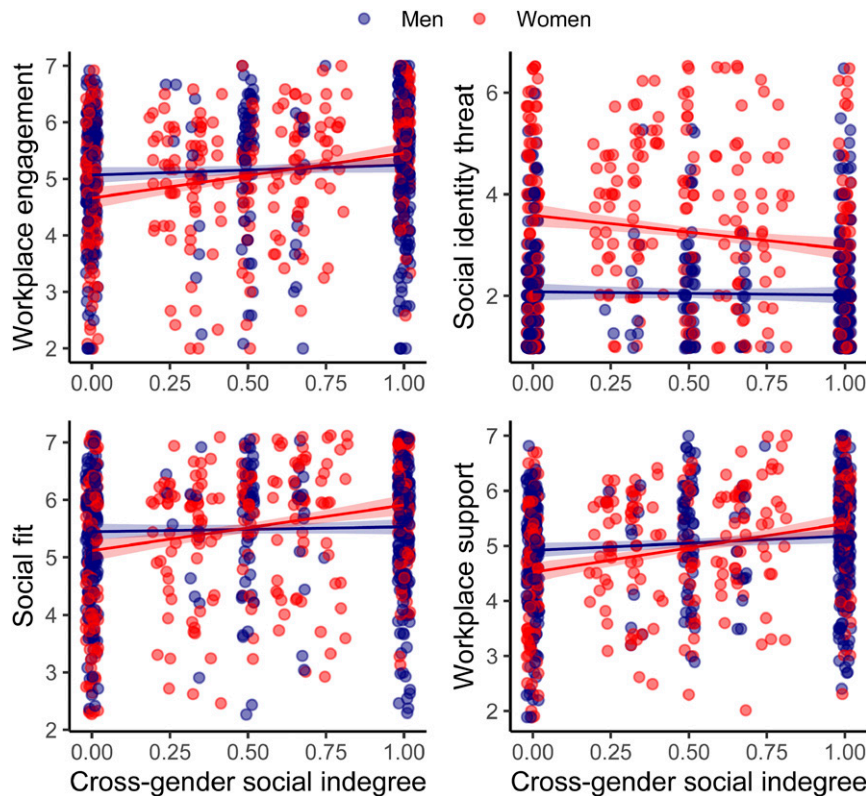 Men Women
Workplace engagement
7
6
5
4
3
2
0.00 0.25 0.50 0.75 1.00
Social identity threat
6
4
2
0.00 0.25 0.50 0.75 1.00
Social fit
7
6
5
4
3
2
0.00 0.25 0.50 0.75 1.00
Cross-gender social indegree
Workplace support
7
6
5
4
3
2
0.00 0.25 0.50 0.75 1.00
Cross-gender social indegree